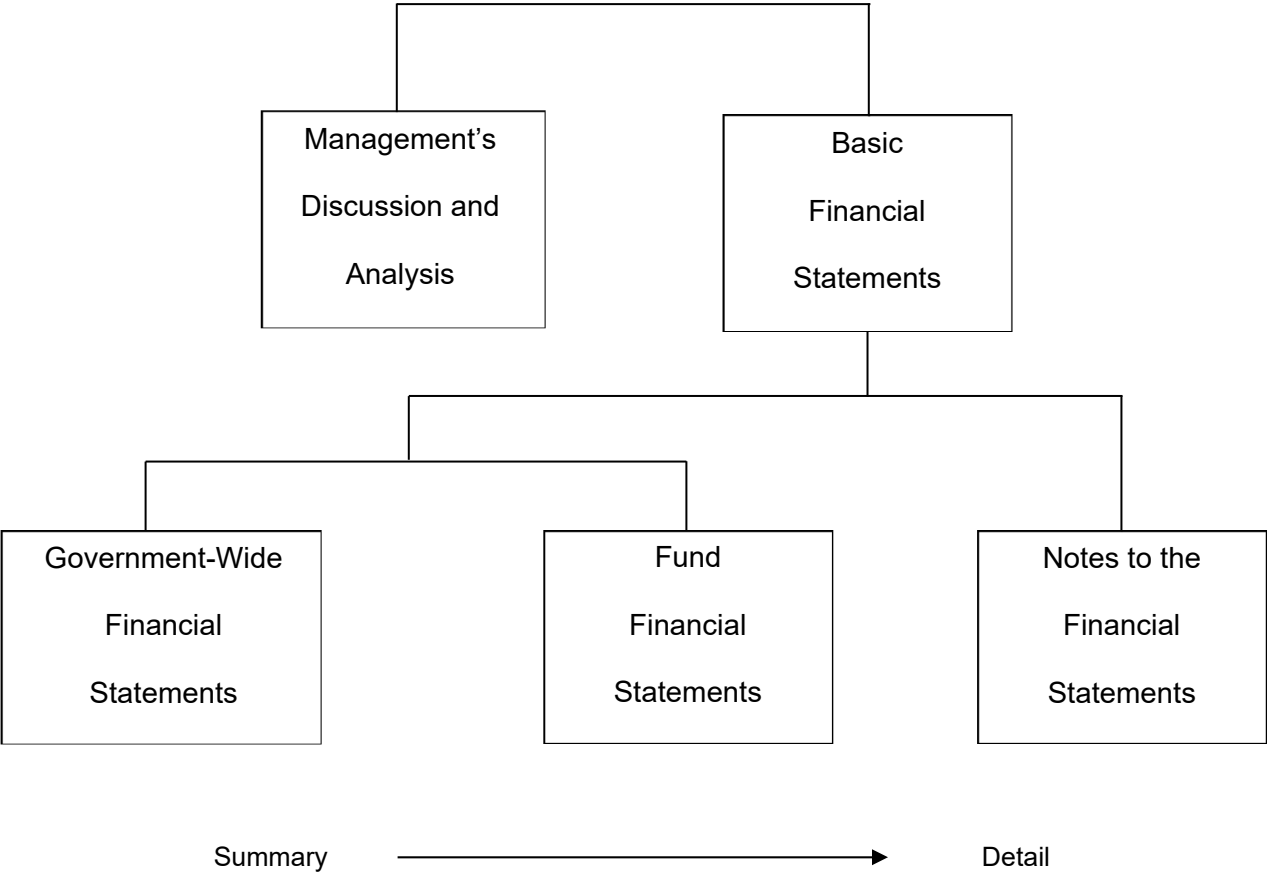 Management’s
Discussion and
Analysis
Basic
Financial
Statements
Government-Wide
Financial
Statements
Fund
Financial
Statements
Notes to the
Financial
Statements
Summary
Detail